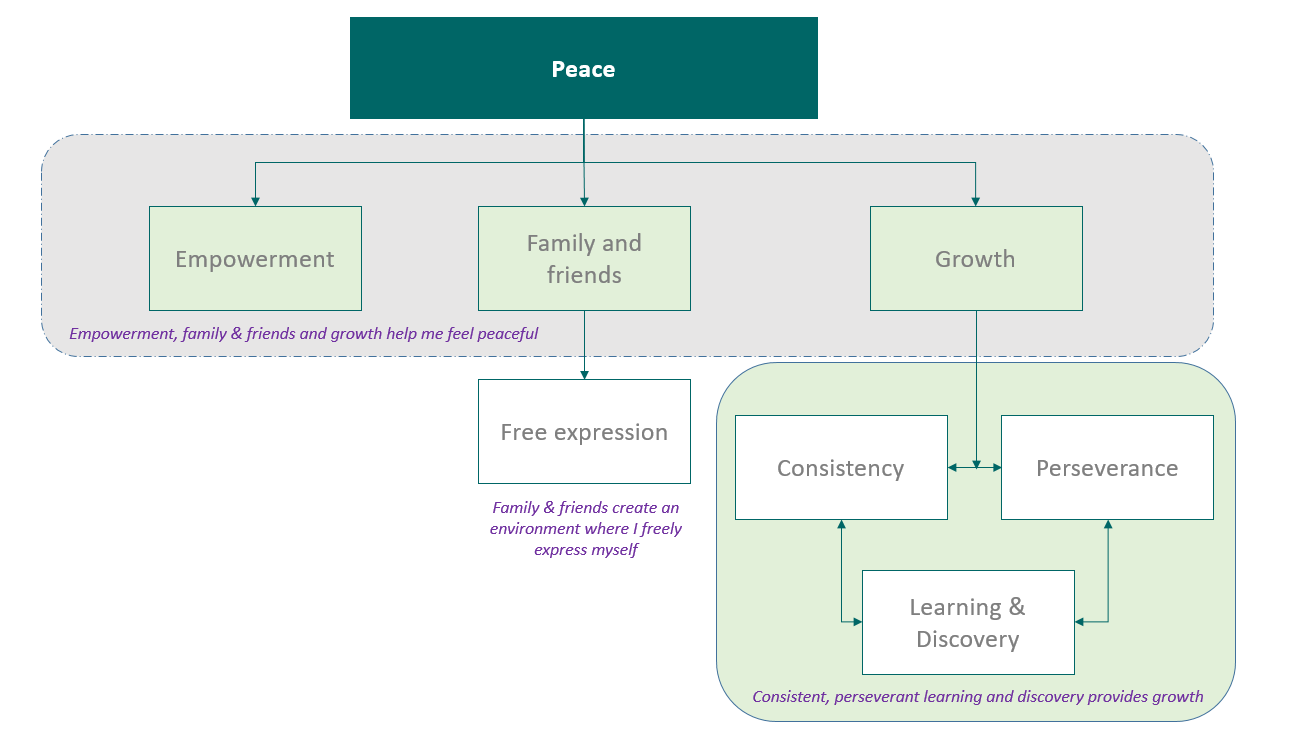 Peace
Empowerment
Family and
friends
Growth
Empowerment, family & friends and growth help me feel peaceful
Free expression
Family & friends create an
environment where I freely
express myself
Consistency
Perseverance
Learning &
Discovery
Consistent, perseverant learning and discovery provides growth